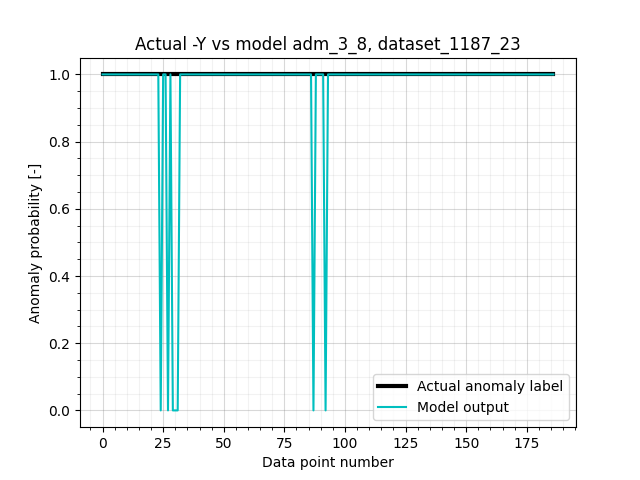 Actual -Y vs model adm_3_8, dataset_1187_23
Anomaly probability [-]
1.0
0.8
0.6
0.4
0.2
0.0
0 25 50 75 100 125 150 175
Data point number
Actual anomaly label
Model output